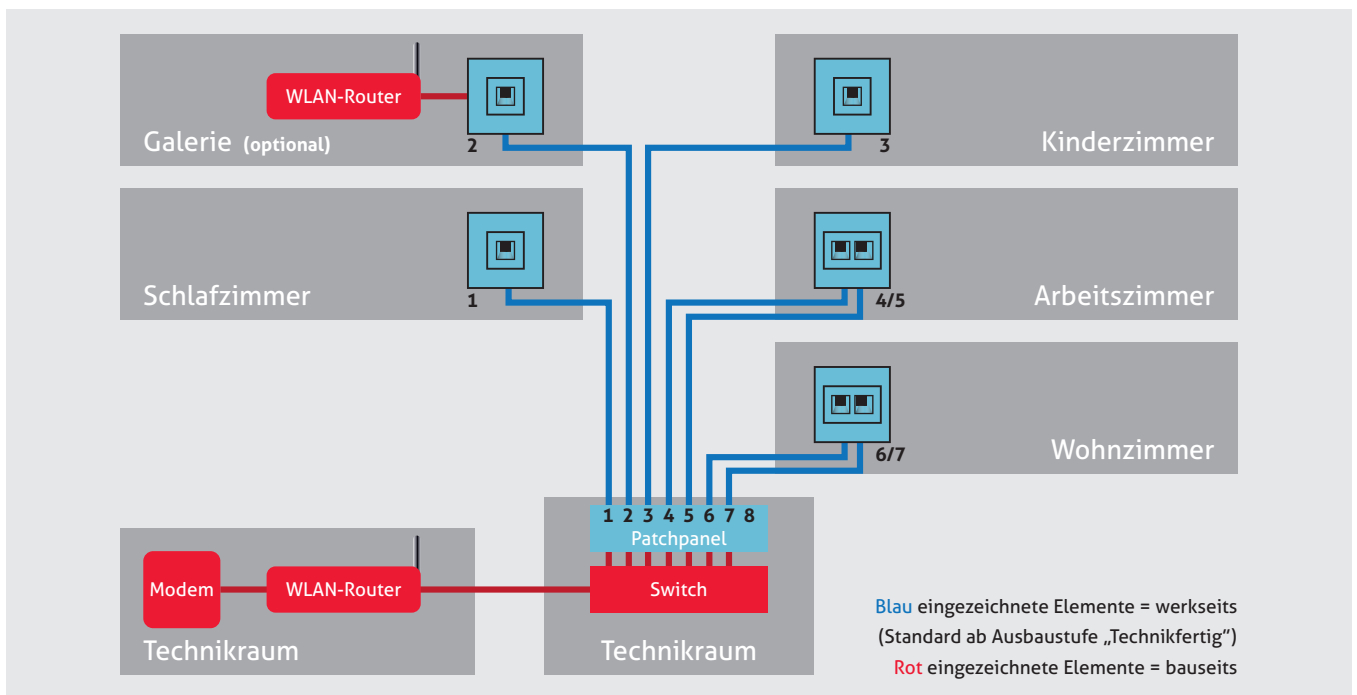 WLAN-Router
Galerie (optional)
2
3
Kinderzimmer
Schlafzimmer
1
4/5
Arbeitszimmer
6/7
Wohnzimmer
1 2 3 4 5 6 7 8
Patchpanel
Modem
WLAN-Router
Switch
Technikraum
Technikraum
Blau eingezeichnete Elemente = werkseits
(Standard ab Ausbaustufe „Technikfertig“)
Rot eingezeichnete Elemente = bauseits